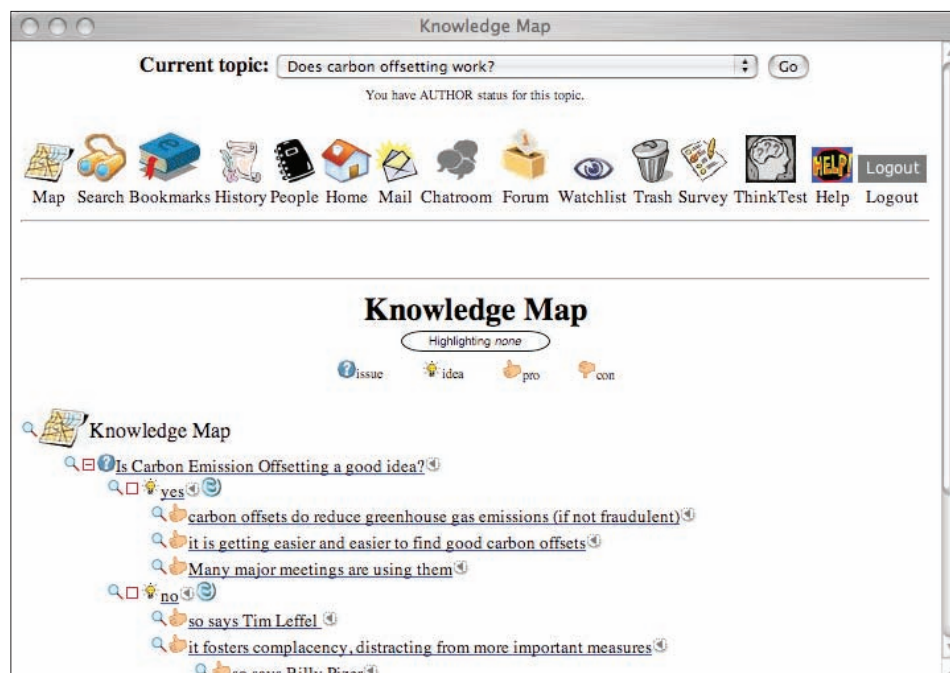 Knowledge Map
Current topic: Does carbon offsetting work? Go
You have AUTHOR status for this topic.
HELP! Logout
Map Search Bookmarks History People Home Mail Chatroom Forum Watchlist Trash Survey ThinkTest Help Logout
Knowledge Map
Highlighting none
issue idea pro con
Knowledge Map
Is Carbon Emission Offsetting a good idea?
yes
carbon offsets do reduce greenhouse gas emissions (if not fraudulent)
it is getting easier and easier to find good carbon offsets
Many major meetings are using them
no
so says Tim Leffel
it fosters complacency, distracting from more important measures
so says Billy Pizer